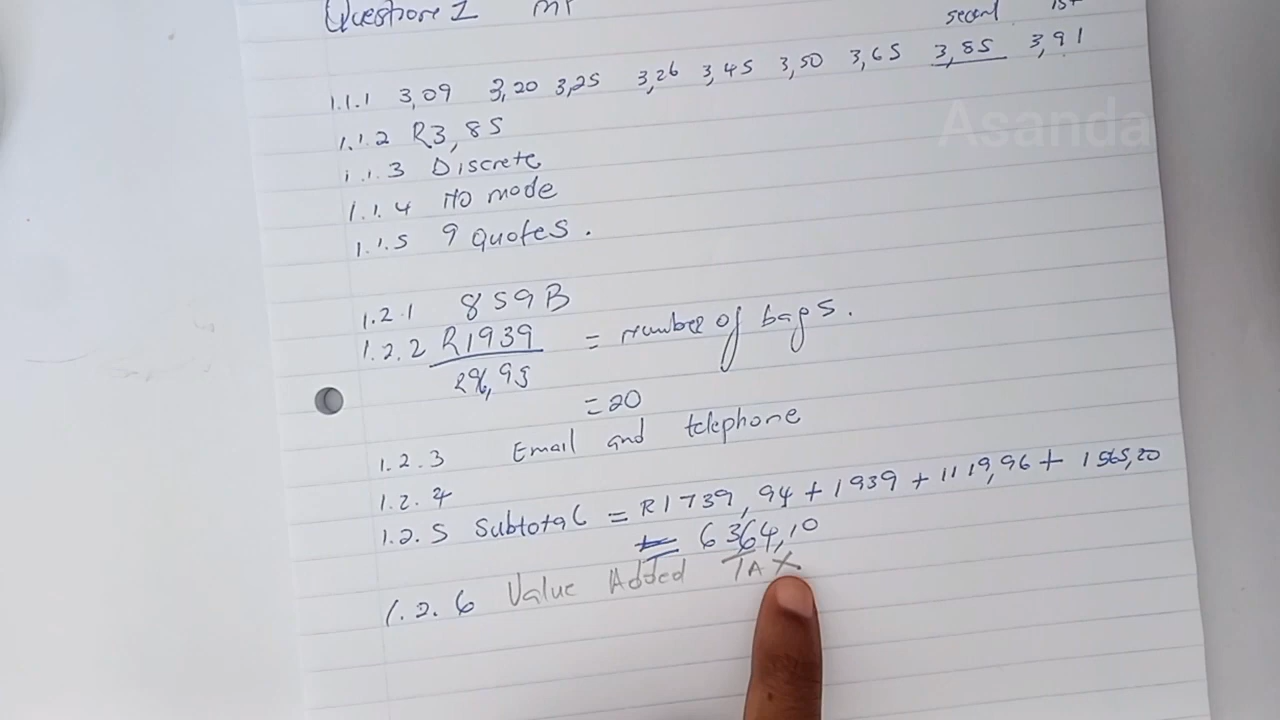 Question 1 m1
second 1st
1.1.1 3,09 3,20 3,25 3,26 3,45 3,50 3,65 3,85 3,91
1.1.2 R3,85
1.1.3 Discrete
1.1.4 No mode
1.1.5 9 quotes.
1.2.1 859B
1.2.2 R1939 = number of bags.
96,95
= 20
1.2.3 Email and telephone
1.2.4
1.2.5 Subtotal = R1739,94 + 1939 + 1119,96 + 1565,20
6364,10
1.2.6 Value Added TAX
Asanda